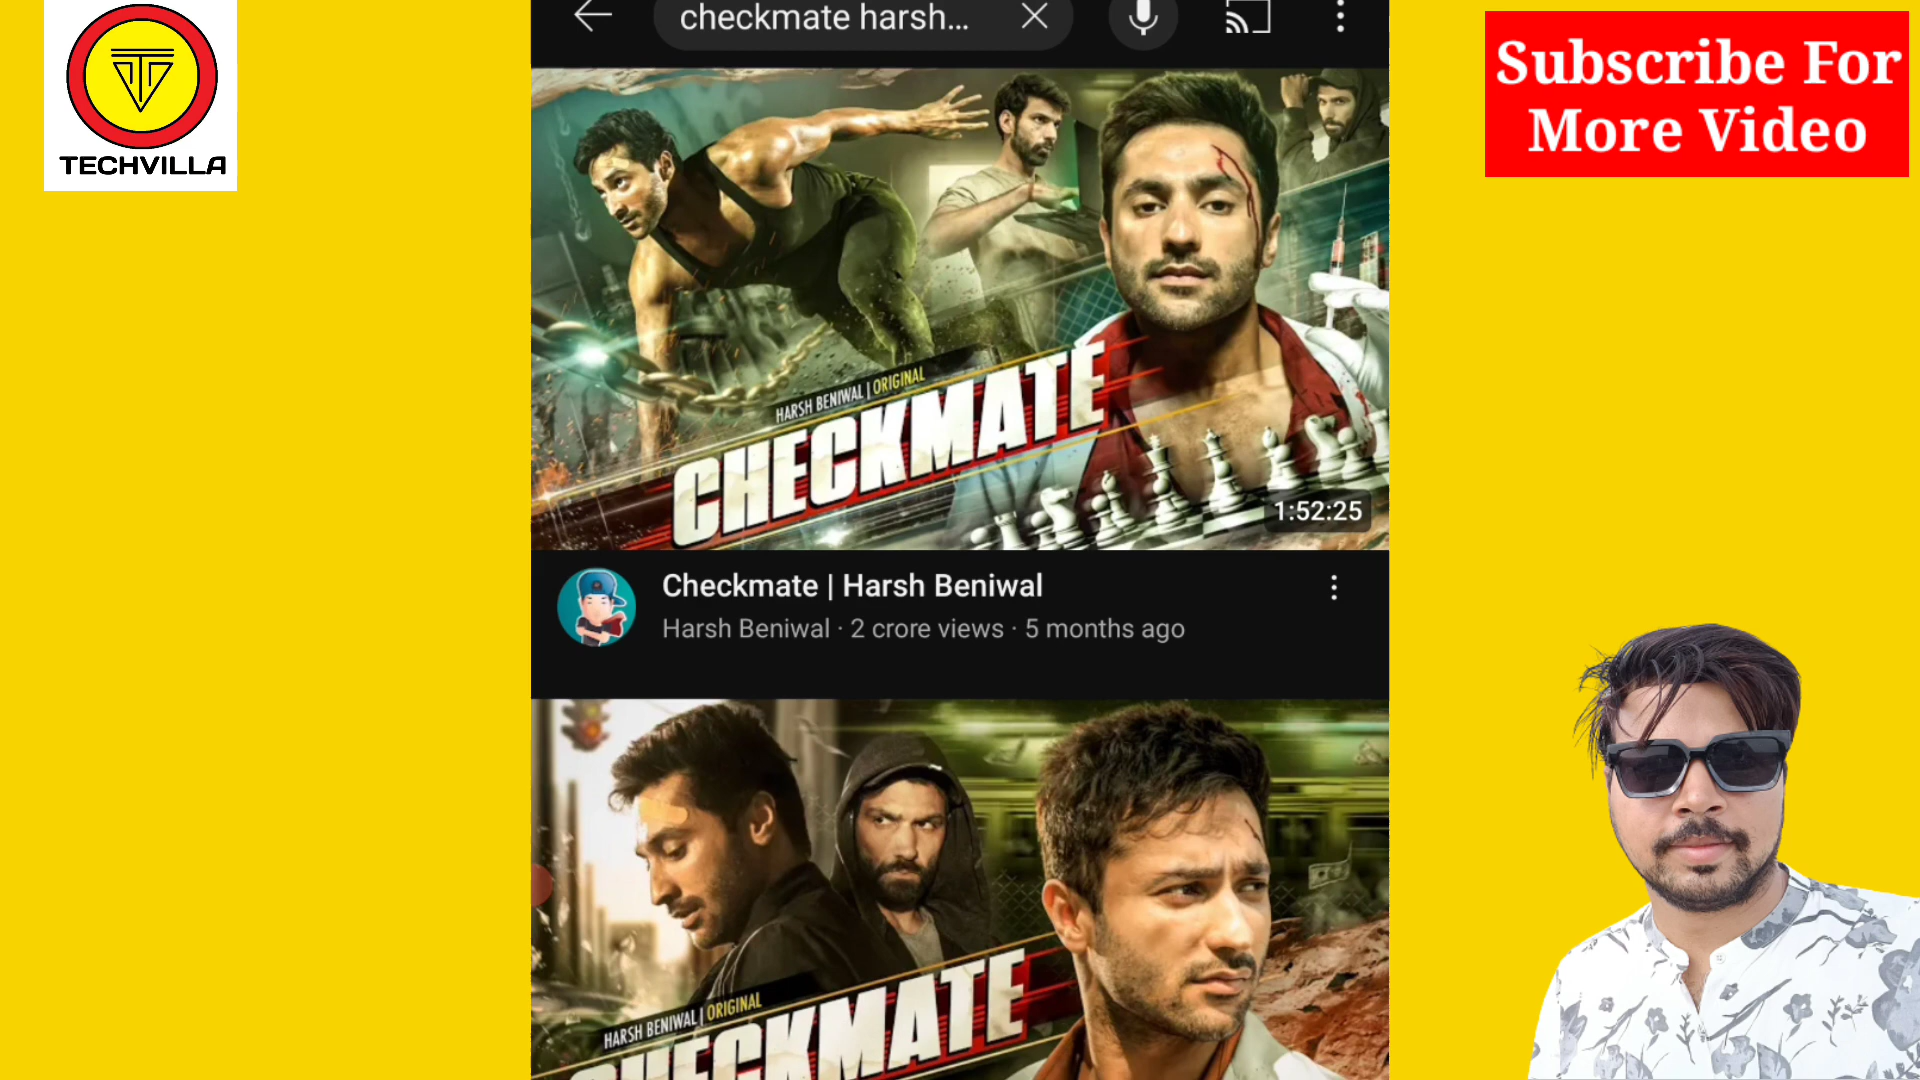 TECHVILLA
checkmate harsh...
Subscribe For
More Video
HARSH BENIWAL | ORIGINAL
CHECKMATE
1:52:25
Checkmate | Harsh Beniwal
Harsh Beniwal · 2 crore views · 5 months ago
HARSH BENIWAL | ORIGINAL
CHECKMATE